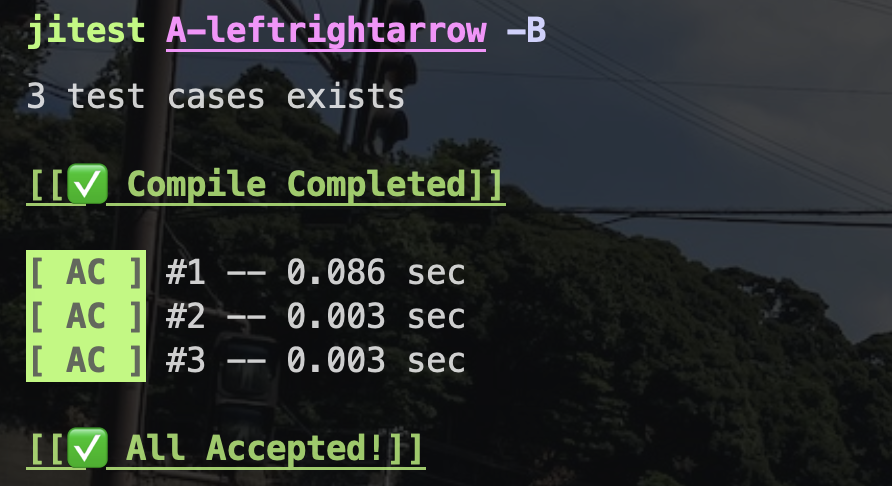 jitest A-leftrightarrow -B
3 test cases exists
[[✅ Compile Completed]]
[ AC ] #1 -- 0.086 sec
[ AC ] #2 -- 0.003 sec
[ AC ] #3 -- 0.003 sec
[[✅ All Accepted!]]